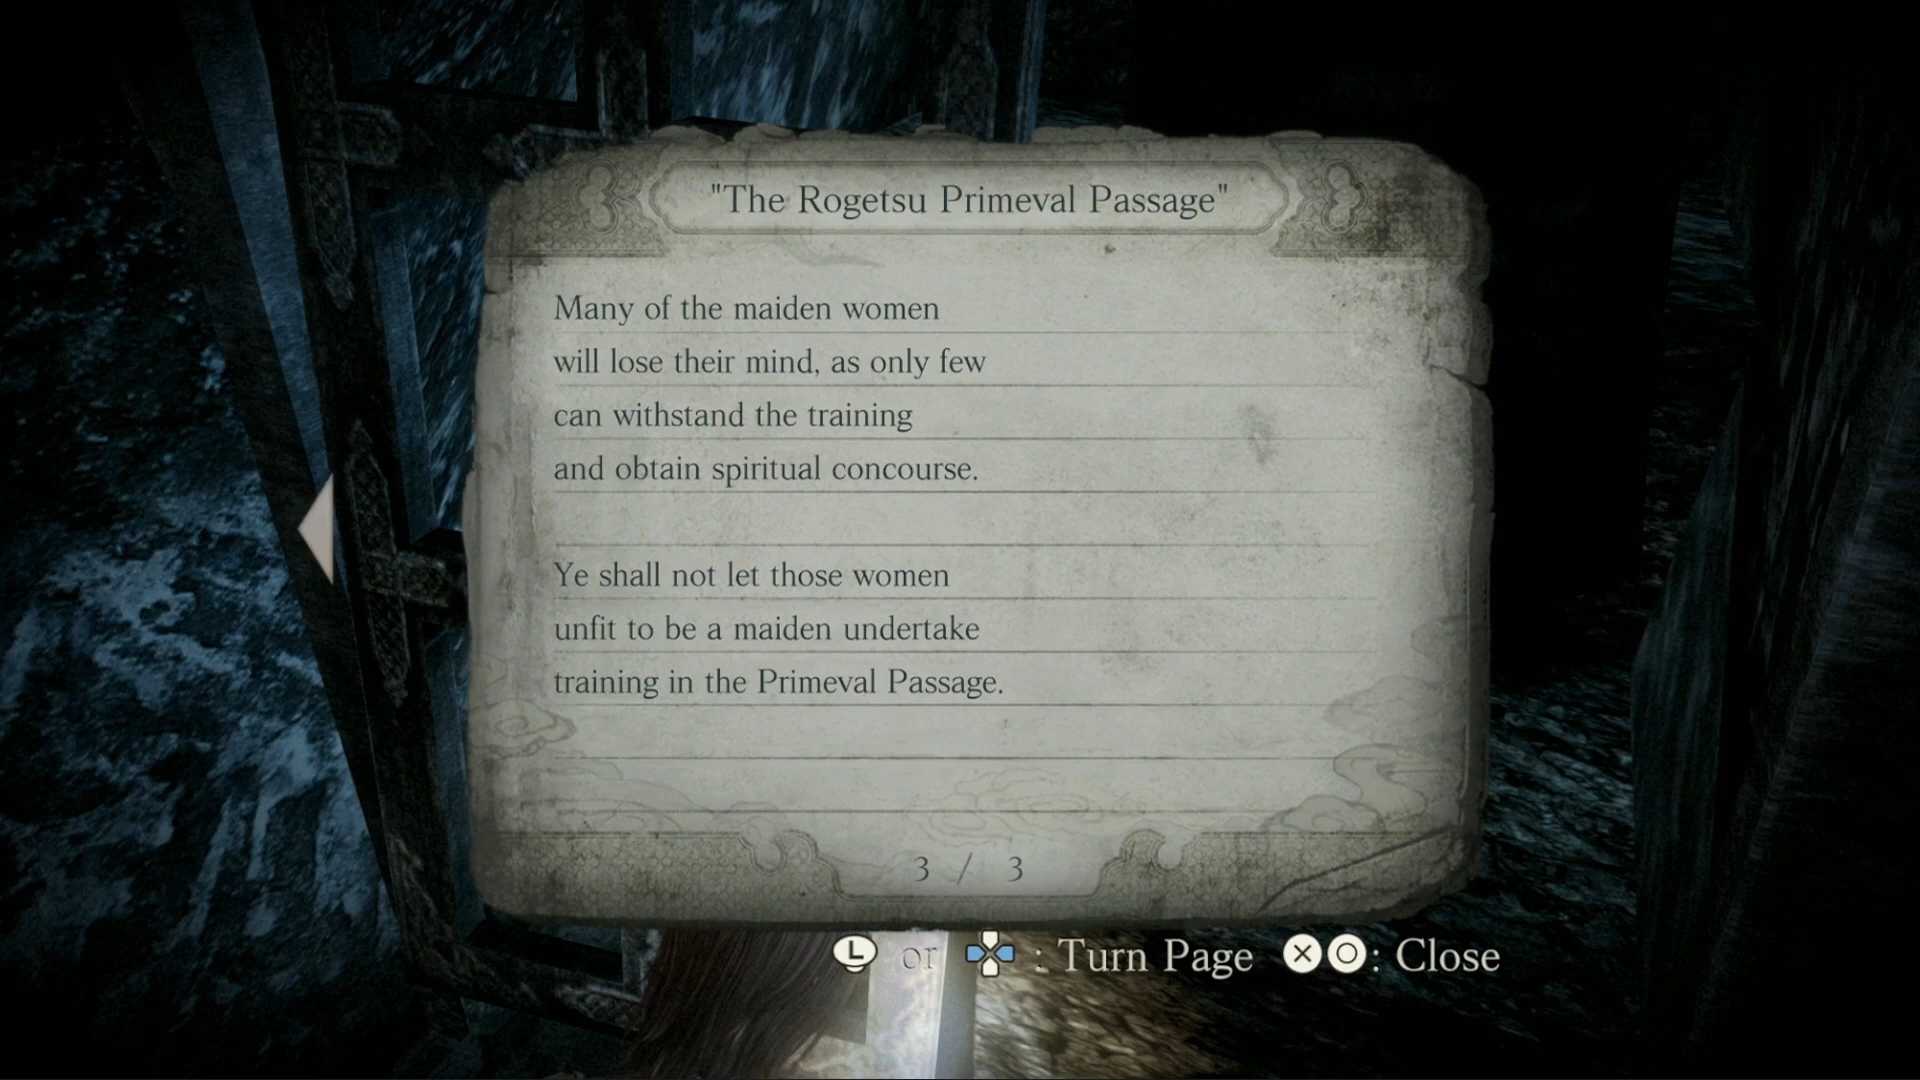 "The Rogetsu Primeval Passage"
Many of the maiden women
will lose their mind, as only few
can withstand the training
and obtain spiritual concourse.
Ye shall not let those women
unfit to be a maiden undertake
training in the Primeval Passage.
3 / 3
L or : Turn Page : Close